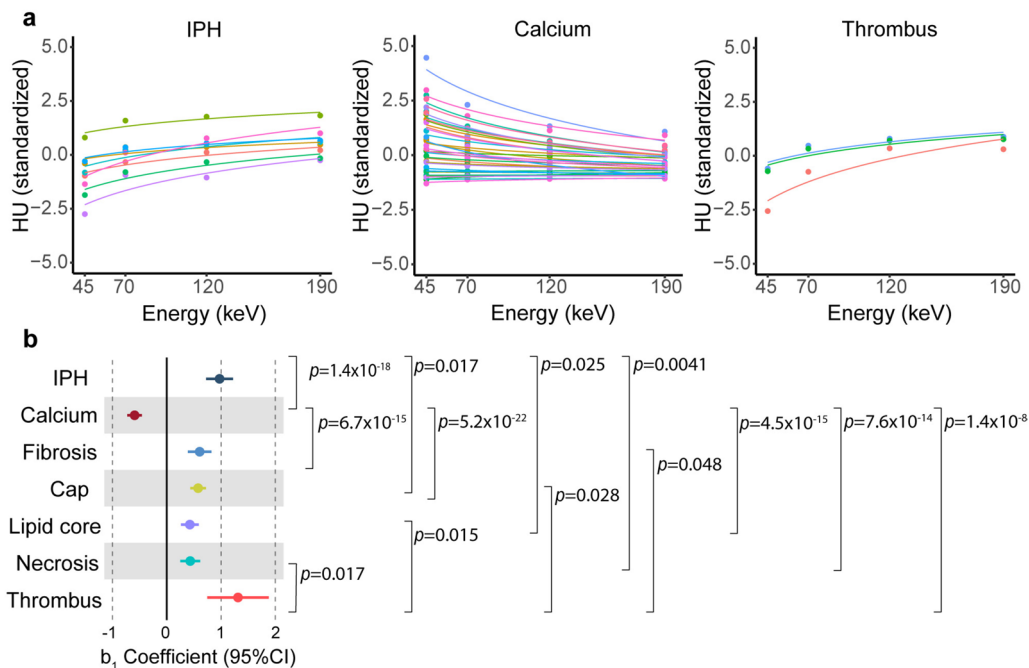 a
IPH
Calcium
Thrombus
HU (standardized)
5.0
2.5
0.0
−2.5
−5.0
45 70 120 190
Energy (keV)
HU (standardized)
5.0
2.5
0.0
−2.5
−5.0
45 70 120 190
Energy (keV)
HU (standardized)
5.0
2.5
0.0
−2.5
−5.0
45 70 120 190
Energy (keV)
b
IPH
Calcium
Fibrosis
Cap
Lipid core
Necrosis
Thrombus
-1 0 1 2
b₁ Coefficient (95%CI)
p=1.4x10⁻¹⁸
p=0.017
p=0.025
p=0.0041
p=6.7x10⁻¹⁵
p=5.2x10⁻²²
p=4.5x10⁻¹⁵
p=7.6x10⁻¹⁴
p=1.4x10⁻⁸
p=0.048
p=0.028
p=0.015
p=0.017